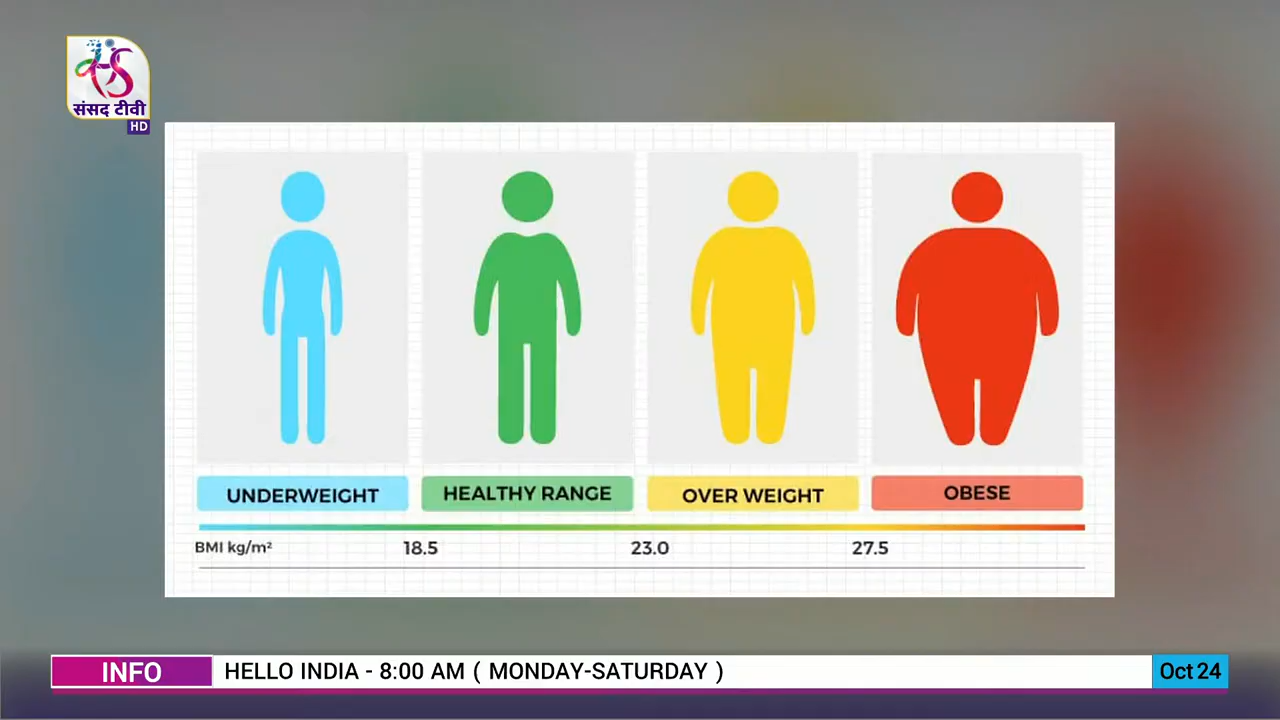 संसद टीवी
HD
UNDERWEIGHT
HEALTHY RANGE
OVER WEIGHT
OBESE
BMI kg/m² 18.5 23.0 27.5
INFO HELLO INDIA - 8:00 AM ( MONDAY-SATURDAY ) Oct 24